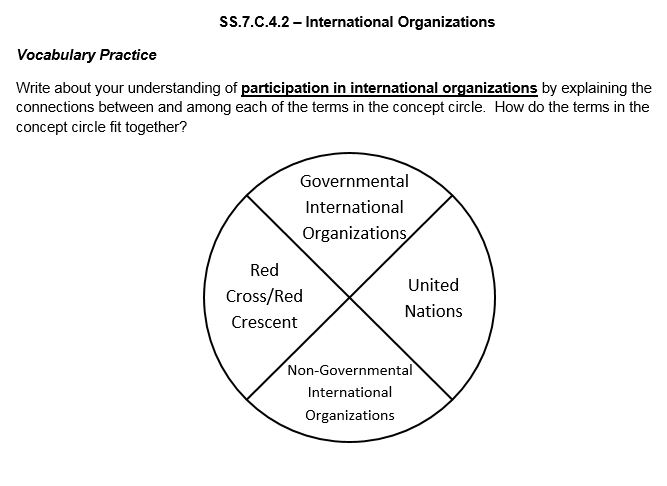 SS.7.C.4.2 – International Organizations
Vocabulary Practice
Write about your understanding of participation in international organizations by explaining the
connections between and among each of the terms in the concept circle.  How do the terms in the
concept circle fit together?
Governmental
International
Organizations
Red
Cross/Red
Crescent
United
Nations
Non-Governmental
International
Organizations